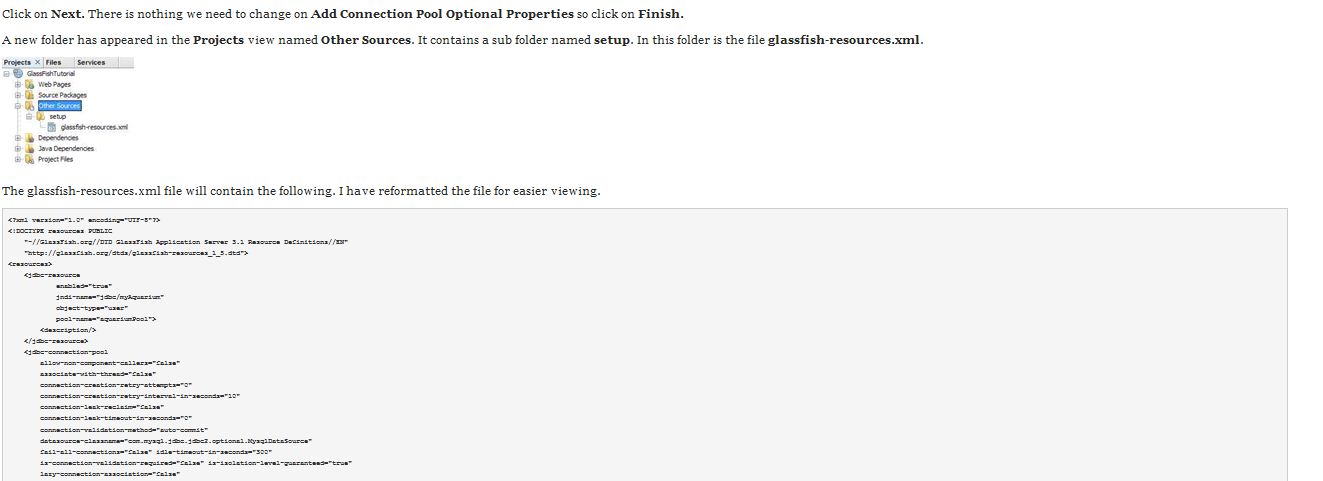 Click on Next. There is nothing we need to change on Add Connection Pool Optional Properties so click on Finish.
A new folder has appeared in the Projects view named Other Sources. It contains a sub folder named setup. In this folder is the file glassfish-resources.xml.
Projects × Files Services
GlassFishTutorial
Web Pages
Source Packages
Other Sources
setup
glassfish-resources.xml
Dependencies
Java Dependencies
Project Files
The glassfish-resources.xml file will contain the following. I have reformatted the file for easier viewing.
<?xml version="1.0" encoding="UTF-8"?>
<!DOCTYPE resources PUBLIC
"-//GlassFish.org//DTD GlassFish Application Server 3.1 Resource Definitions//EN"
"http://glassfish.org/dtds/glassfish-resources_1_5.dtd">
<resources>
<jdbc-resource
enabled="true"
jndi-name="jdbc/myAquarium"
object-type="user"
pool-name="aquariumPool">
<description/>
</jdbc-resource>
<jdbc-connection-pool
allow-non-component-callers="false"
associate-with-thread="false"
connection-creation-retry-attempts="0"
connection-creation-retry-interval-in-seconds="10"
connection-leak-reclaim="false"
connection-leak-timeout-in-seconds="0"
connection-validation-method="auto-commit"
datasource-classname="com.mysql.jdbc.jdbc2.optional.MysqlDataSource"
fail-all-connections="false" idle-timeout-in-seconds="300"
is-connection-validation-required="false" is-isolation-level-guaranteed="true"
lazy-connection-association="false"